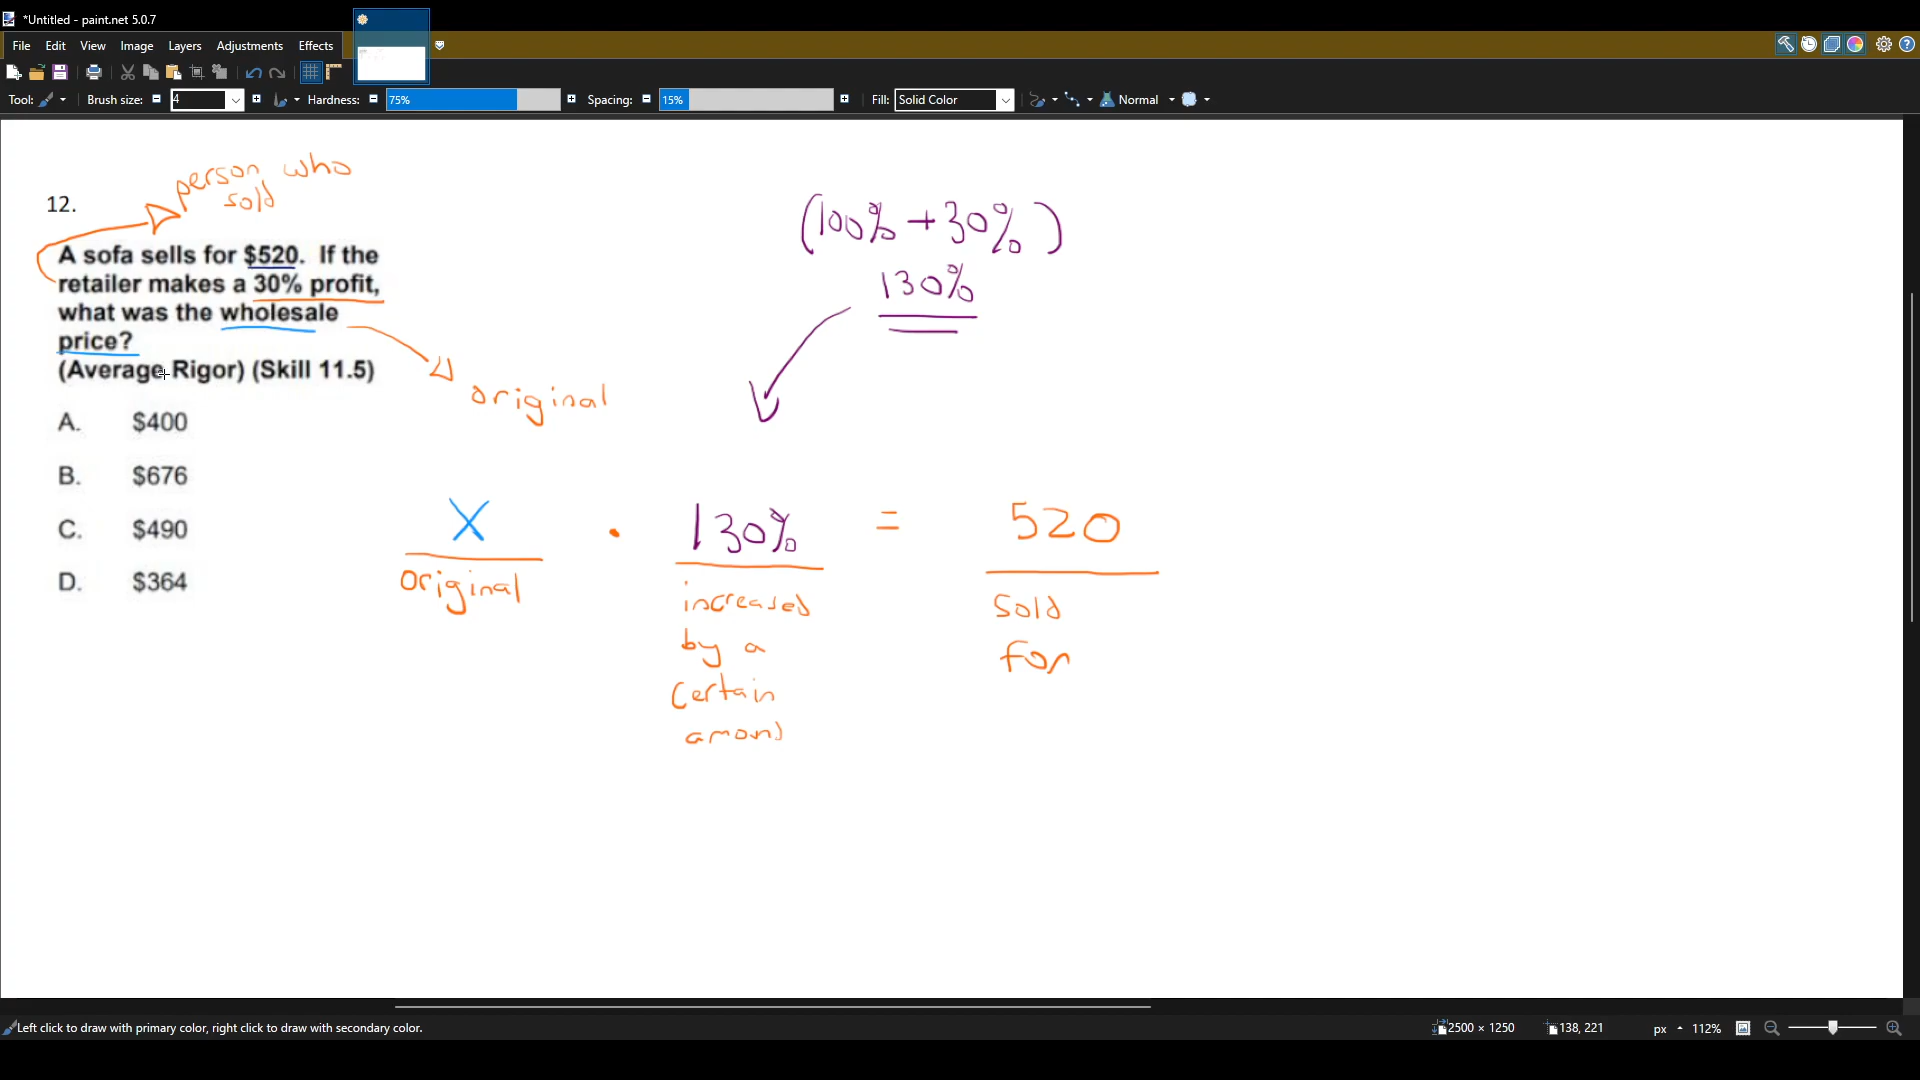 *Untitled - paint.net 5.0.7
File Edit View Image Layers Adjustments Effects
Tool: Brush size: 4 Hardness: 75% Spacing: 15% Fill: Solid Color Normal
person who
sold
12.
A sofa sells for $520. If the
retailer makes a 30% profit,
what was the wholesale
price?
(Average Rigor) (Skill 11.5)
A. $400
B. $676
C. $490
D. $364
original
(100% + 30%)
130%
X · 130% = 520
original
increased
by a
certain
sold
for
Left click to draw with primary color, right click to draw with secondary color.
2500 × 1250 138, 221 px 112%